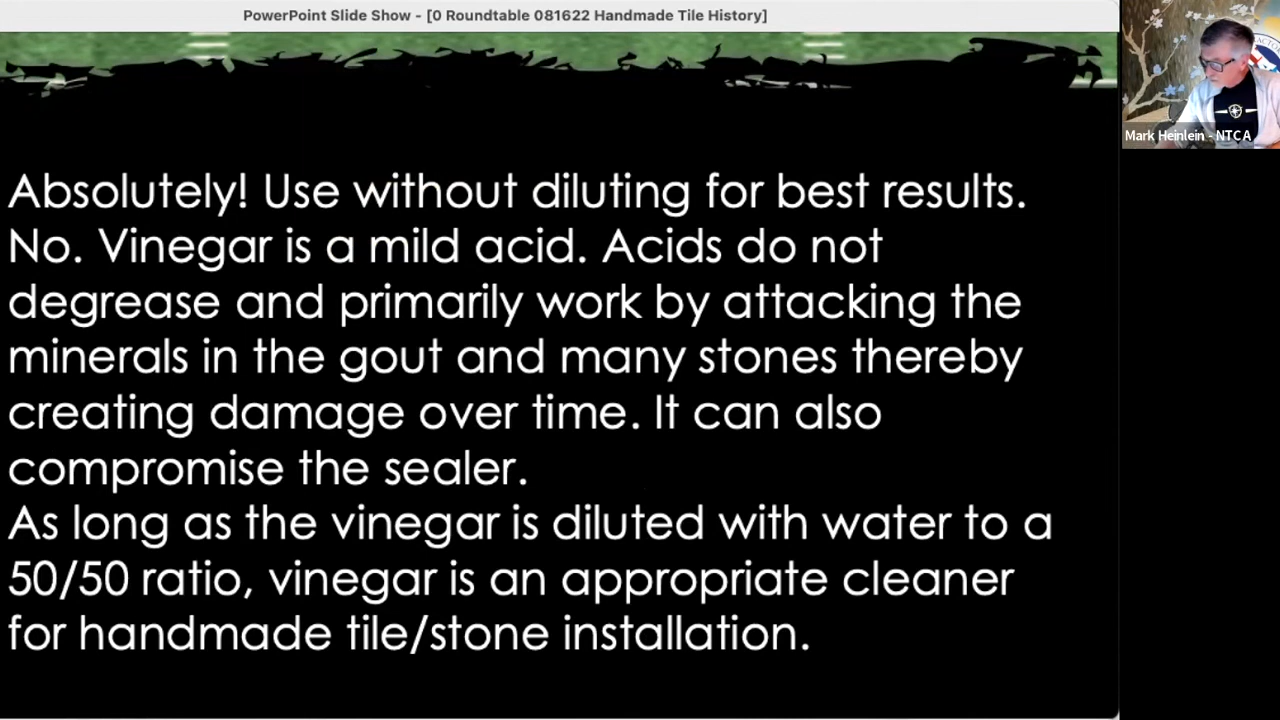 PowerPoint Slide Show - [0 Roundtable 081622 Handmade Tile History]
Mark Heinlein - NTCA
Absolutely! Use without diluting for best results.
No. Vinegar is a mild acid. Acids do not
degrease and primarily work by attacking the
minerals in the gout and many stones thereby
creating damage over time. It can also
compromise the sealer.
As long as the vinegar is diluted with water to a
50/50 ratio, vinegar is an appropriate cleaner
for handmade tile/stone installation.